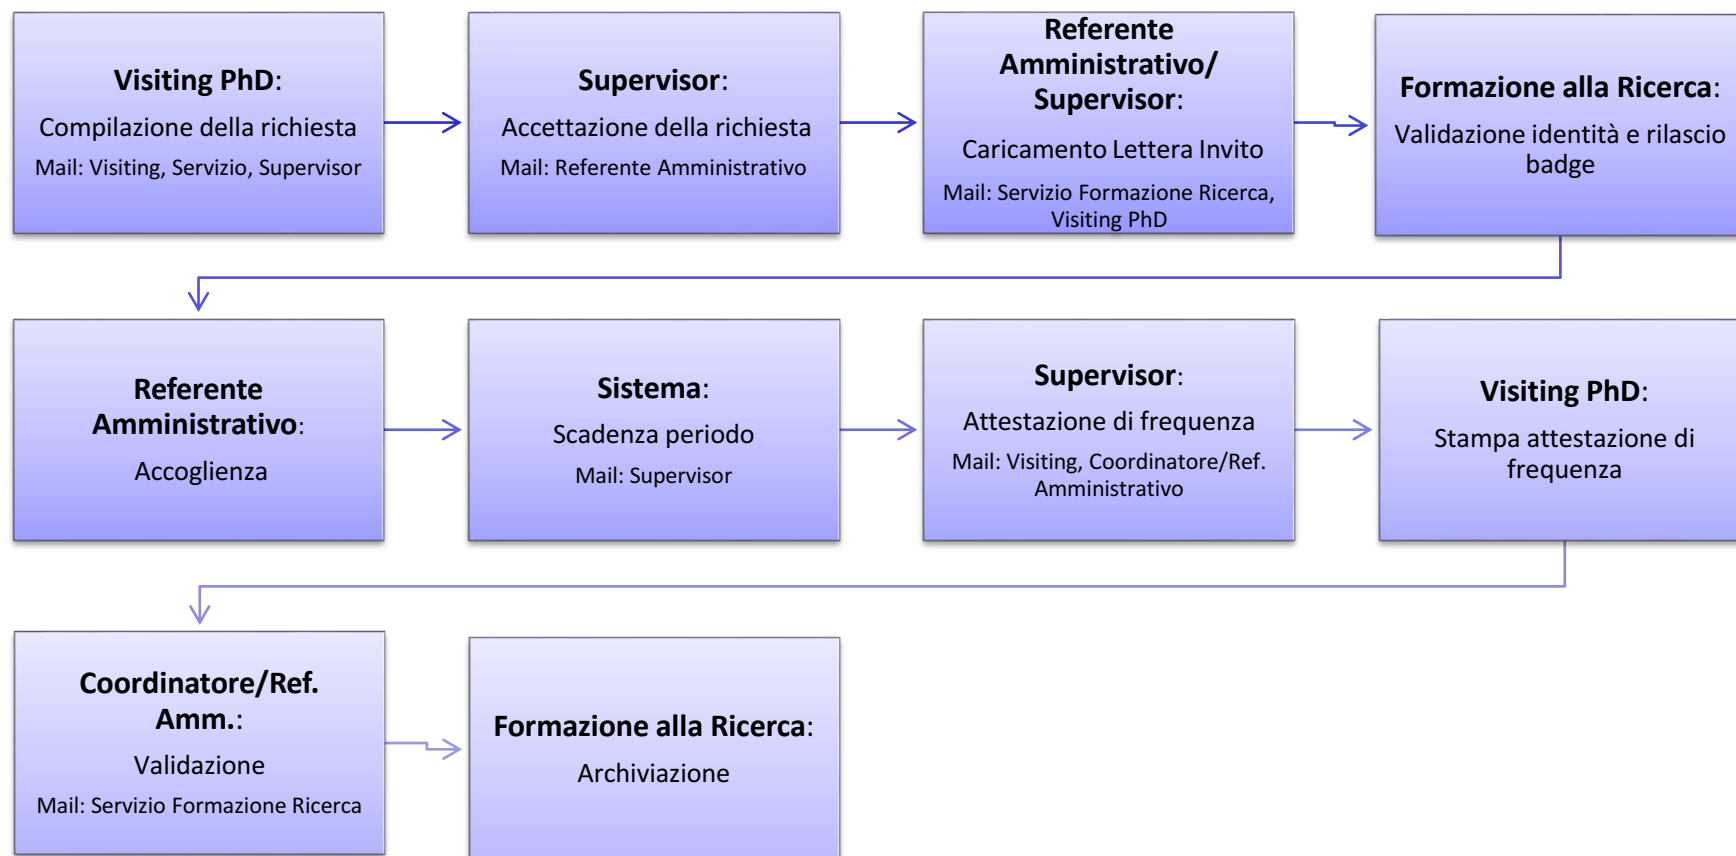 Visiting PhD:
Compilazione della richiesta
Mail: Visiting, Servizio, Supervisor
Supervisor:
Accettazione della richiesta
Mail: Referente Amministrativo
Referente
Amministrativo/
Supervisor:
Caricamento Lettera Invito
Mail: Servizio Formazione Ricerca,
Visiting PhD
Formazione alla Ricerca:
Validazione identità e rilascio
badge
Referente
Amministrativo:
Accoglienza
Sistema:
Scadenza periodo
Mail: Supervisor
Supervisor:
Attestazione di frequenza
Mail: Visiting, Coordinatore/Ref.
Amministrativo
Visiting PhD:
Stampa attestazione di
frequenza
Coordinatore/Ref.
Amm.:
Validazione
Mail: Servizio Formazione Ricerca
Formazione alla Ricerca:
Archiviazione